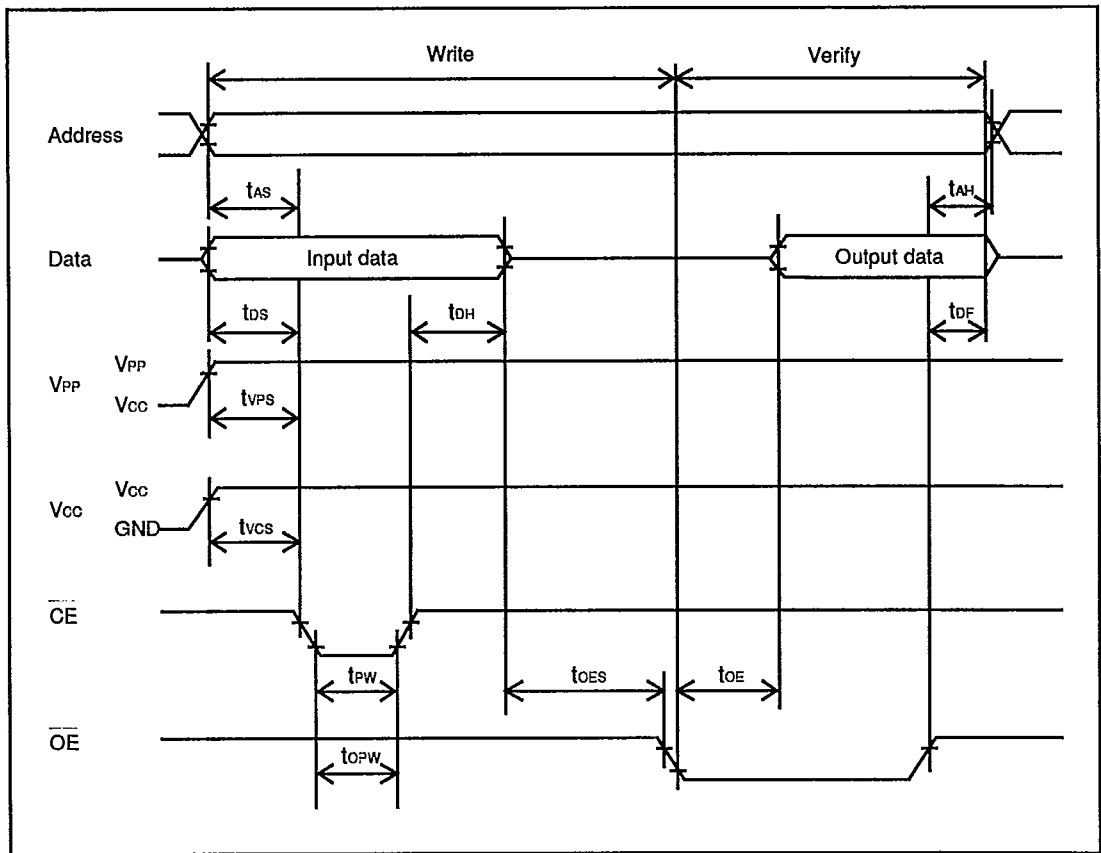 Write Verify
Address
tAS tAH
Data Input data Output data
tDS tDH tDF
VPP VPP
VCC
tVPS
VCC VCC
GND
tVCS
CE
tPW tOES tOE
OE
tOPW